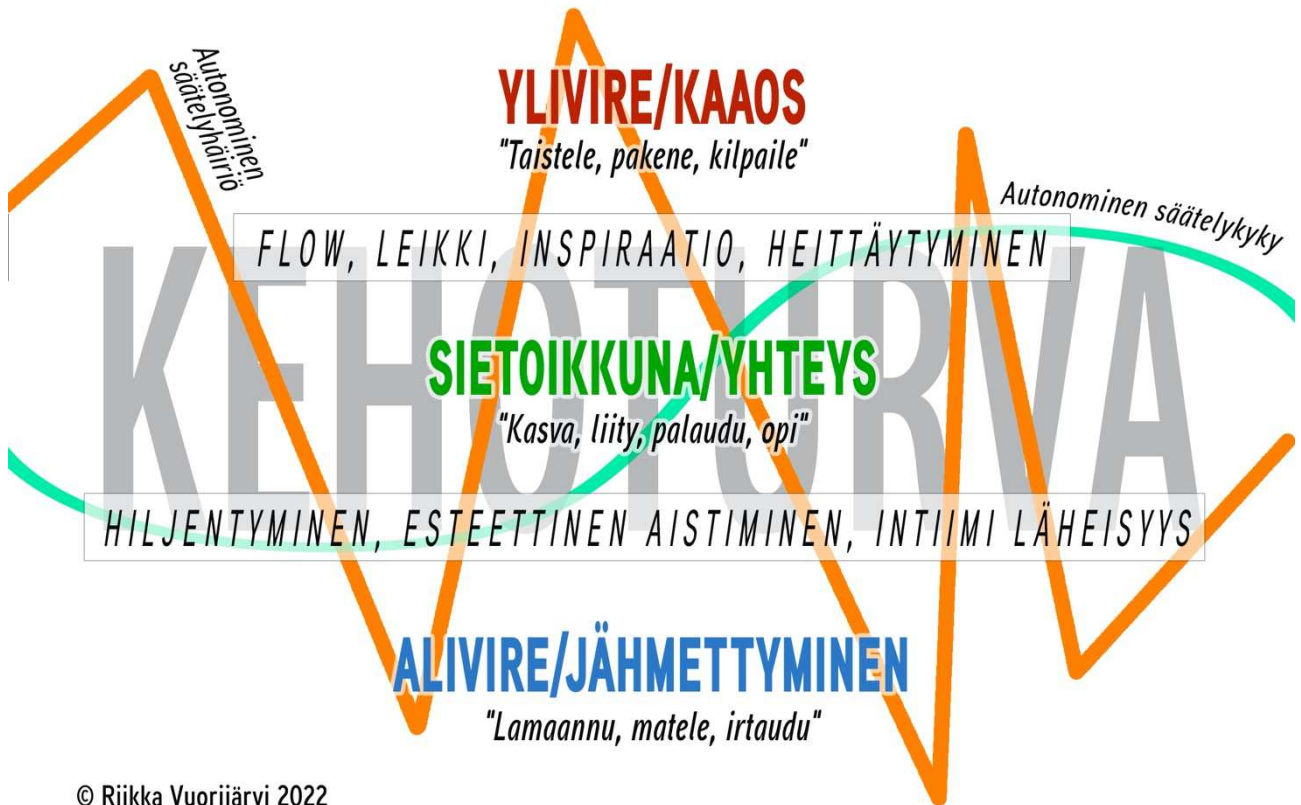 Autonominen
säätelyhäiriö
YLIVIRE/KAAOS
"Taistele, pakene, kilpaile"
Autonominen säätelykyky
FLOW, LEIKKI, INSPIRAATIO, HEITTÄYTYMINEN
KEHOTURVA
SIETOIKKUNA/YHTEYS
"Kasva, liity, palaudu, opi"
HILJENTYMINEN, ESTEETTINEN AISTIMINEN, INTIIMI LÄHEISYYS
ALIVIRE/JÄHMETTYMINEN
"Lamaannu, matele, irtaudu"
© Riikka Vuorijärvi 2022